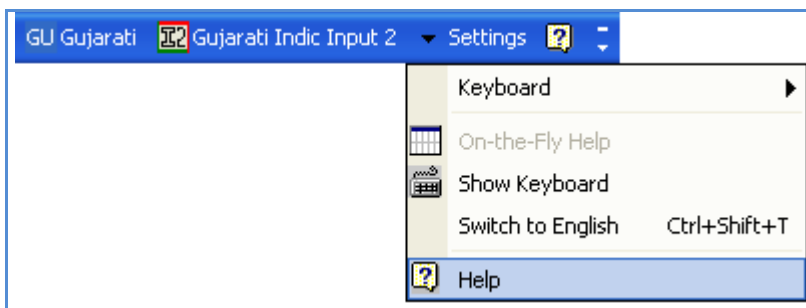 GU Gujarati I2 Gujarati Indic Input 2 Settings ?
Keyboard
On-the-Fly Help
Show Keyboard
Switch to English Ctrl+Shift+T
? Help